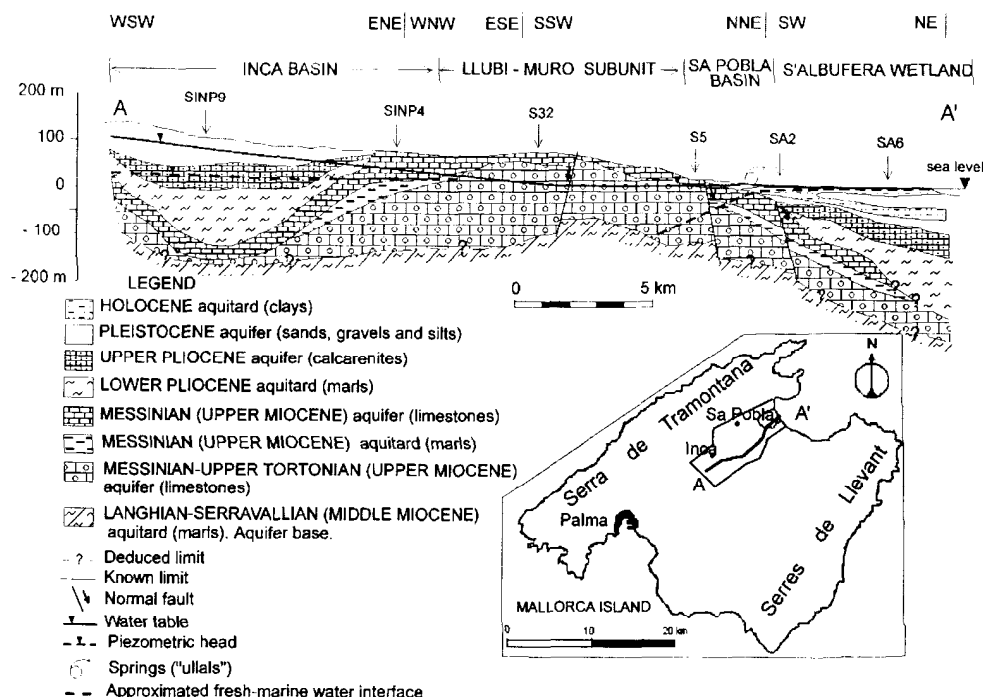 WSW ENE WNW ESE SSW NNE SW NE
INCA BASIN LLUBI - MURO SUBUNIT SA POBLA BASIN S'ALBUFERA WETLAND
200 m
A SINP9 SINP4 S32 S5 SA2 SA6 A'
100
sea level
0
- 100
- 200 m
0 5 km
LEGEND
HOLOCENE aquitard (clays)
PLEISTOCENE aquifer (sands, gravels and silts)
UPPER PLIOCENE aquifer (calcarenites)
LOWER PLIOCENE aquitard (marls)
MESSINIAN (UPPER MIOCENE) aquifer (limestones)
MESSINIAN (UPPER MIOCENE) aquitard (marls)
MESSINIAN-UPPER TORTONIAN (UPPER MIOCENE)
aquifer (limestones)
LANGHIAN-SERRAVALLIAN (MIDDLE MIOCENE)
aquitard (marls). Aquifer base.
- ? - Deduced limit
Known limit
Normal fault
Water table
Piezometric head
Springs ("ullals")
Approximated fresh-marine water interface
N
Serra de Tramontana
Sa Pobla
A'
Inca
A
Palma
Serres de Llevant
MALLORCA ISLAND
0 10 20 km